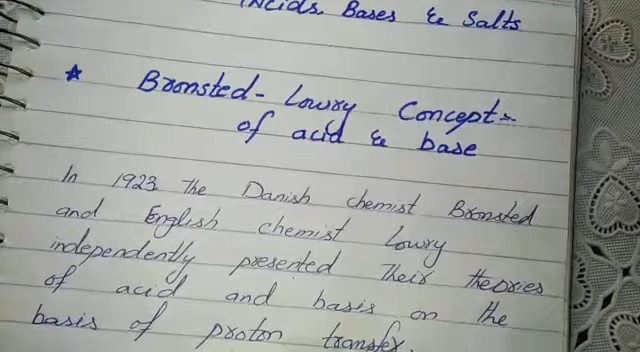 Acids, Bases & Salts
* Bronsted-Lowry Concept:-
of acid & base
In 1923 the Danish chemist Bronsted
and English chemist Lowry
independently presented their theories
of acid and basis on the
basis of proton transfer.